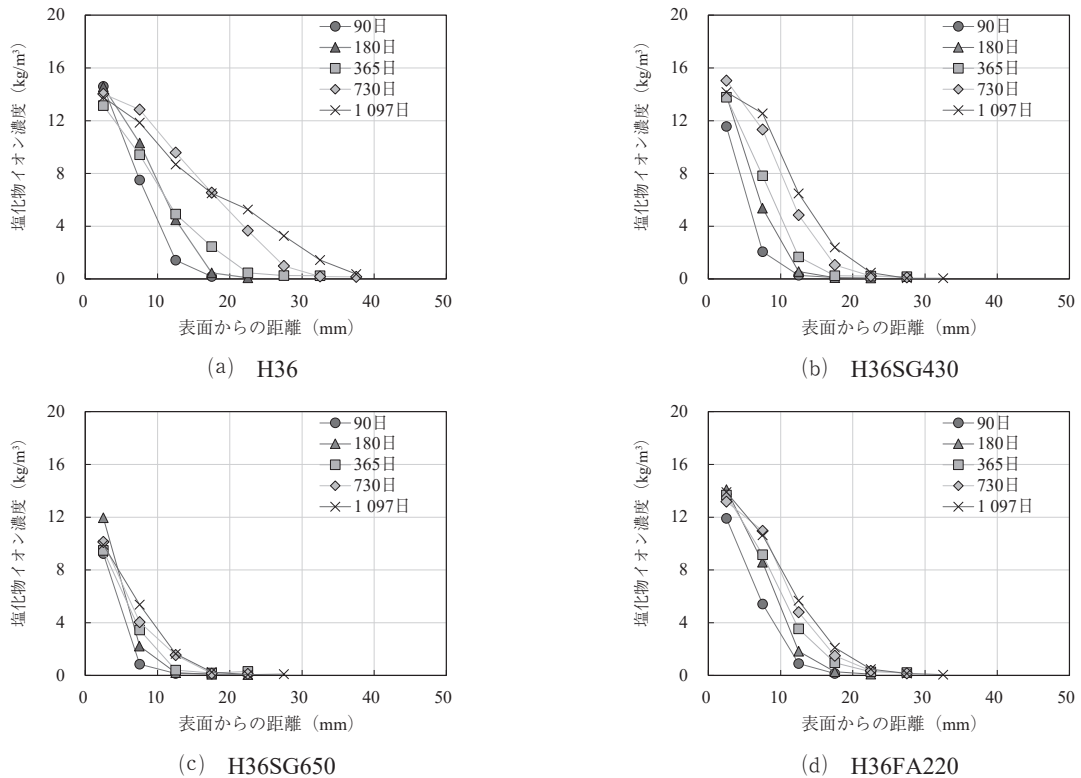 塩化物イオン濃度（kg/m³）
20
16
12
8
4
0
90日
180日
365日
730日
1 097日
0 10 20 30 40 50
表面からの距離（mm）
(a) H36
塩化物イオン濃度（kg/m³）
20
16
12
8
4
0
90日
180日
365日
730日
1 097日
0 10 20 30 40 50
表面からの距離（mm）
(b) H36SG430
塩化物イオン濃度（kg/m³）
20
16
12
8
4
0
90日
180日
365日
730日
1 097日
0 10 20 30 40 50
表面からの距離（mm）
(c) H36SG650
塩化物イオン濃度（kg/m³）
20
16
12
8
4
0
90日
180日
365日
730日
1 097日
0 10 20 30 40 50
表面からの距離（mm）
(d) H36FA220